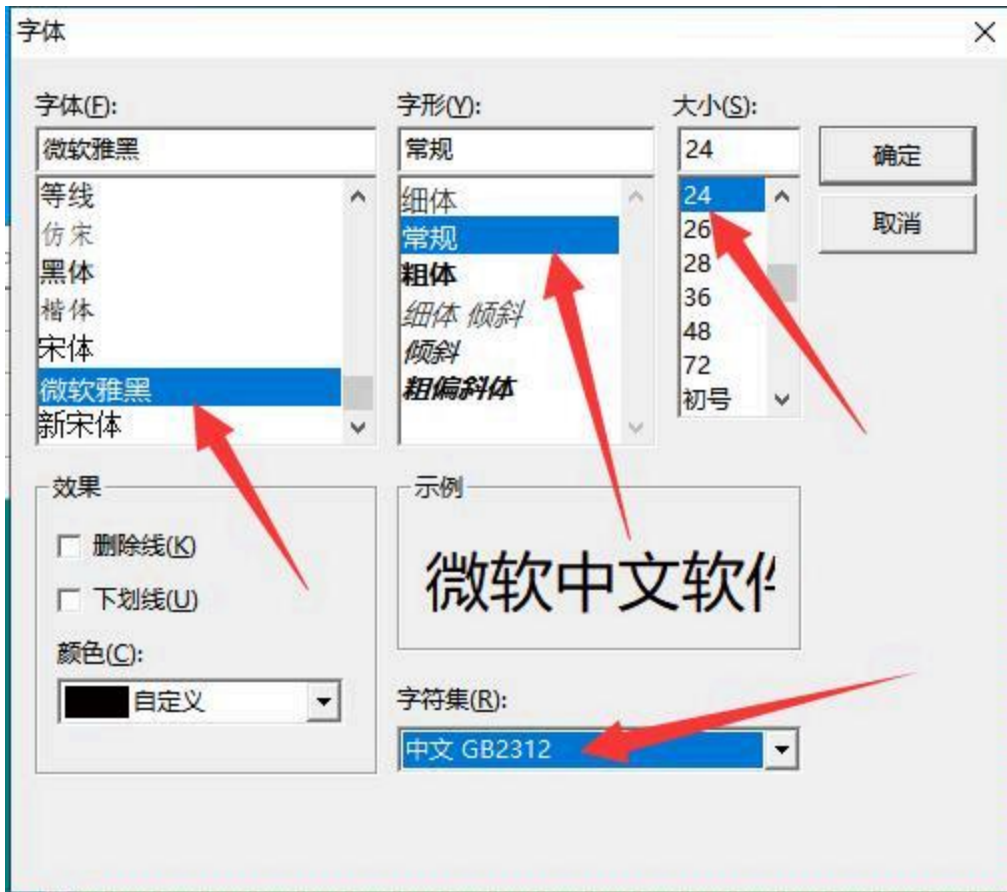 字体
字体(F):
字形(Y):
大小(S):
微软雅黑
常规
24
确定
等线
仿宋
黑体
楷体
宋体
微软雅黑
新宋体
细体
常规
粗体
细体 倾斜
倾斜
粗偏斜体
24
26
28
36
48
72
初号
取消
效果
删除线(K)
下划线(U)
颜色(C):
自定义
示例
微软中文软件
字符集(R):
中文 GB2312